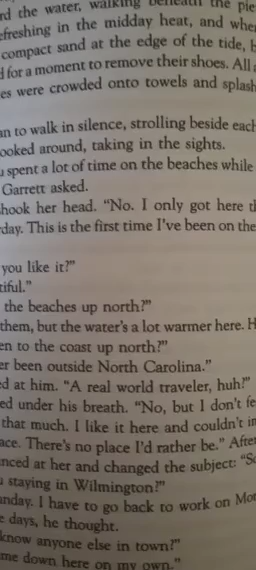 rd the water, walking beneath the pie
efreshing in the midday heat, and whe
compact sand at the edge of the tide,
d for a moment to remove their shoes. All
es were crowded onto towels and splash
an to walk in silence, strolling beside each
ooked around, taking in the sights.
u spent a lot of time on the beaches while
Garrett asked.
hook her head. “No. I only got here t
day. This is the first time I’ve been on the
you like it?”
tiful.”
the beaches up north?”
them, but the water’s a lot warmer here. H
en to the coast up north?”
er been outside North Carolina.”
ed at him. “A real world traveler, huh?”
ed under his breath. “No, but I don’t fe
that much. I like it here and couldn’t im
ace. There’s no place I’d rather be.” After
nced at her and changed the subject: “So
u staying in Wilmington?”
unday. I have to go back to work on Mon
e days, he thought.
know anyone else in town?”
me down here on my own.”